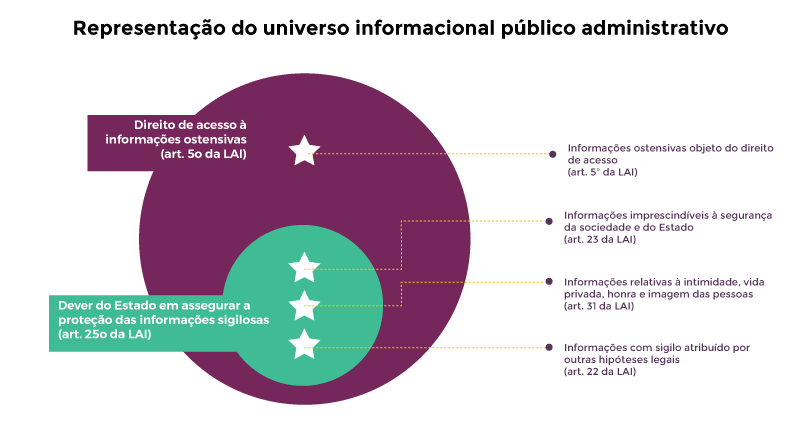 Representação do universo informacional público administrativo
Direito de acesso à
informações ostensivas
(art. 5o da LAI)
Informações ostensivas objeto do direito
de acesso
(art. 5° da LAI)
Informações imprescindíveis à segurança
da sociedade e do Estado
(art. 23 da LAI)
Dever do Estado em assegurar a
proteção das informações sigilosas
(art. 25o da LAI)
Informações relativas à intimidade, vida
privada, honra e imagem das pessoas
(art. 31 da LAI)
Informações com sigilo atribuído por
outras hipóteses legais
(art. 22 da LAI)